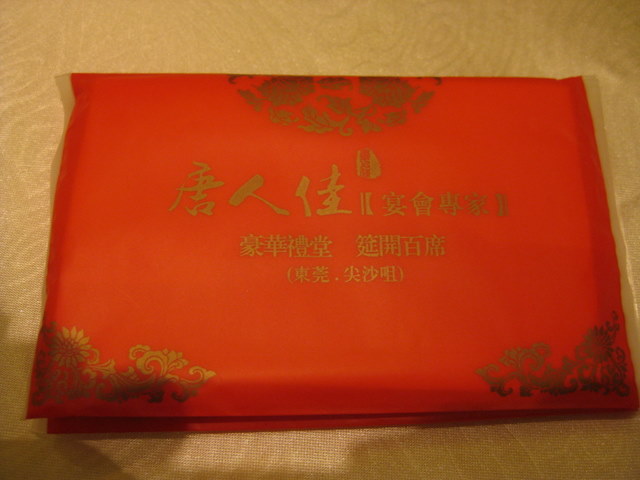 唐人佳【宴會專家】
豪華禮堂 筵開百席
(東莞.尖沙咀)